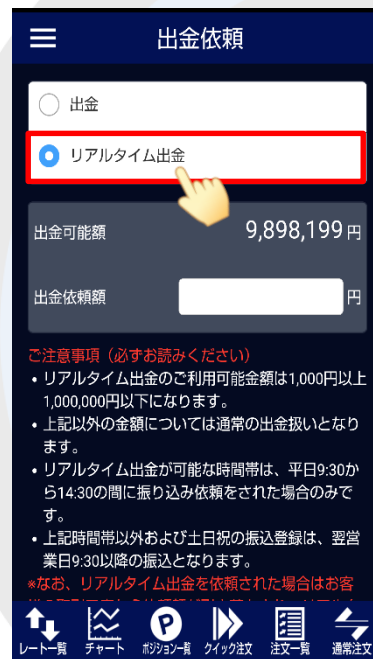 出金依頼
出金
リアルタイム出金
出金可能額 9,898,199 円
出金依頼額 円
ご注意事項（必ずお読みください）
• リアルタイム出金のご利用可能金額は1,000円以上
1,000,000円以下になります。
• 上記以外の金額については通常の出金扱いとなり
ます。
• リアルタイム出金が可能な時間帯は、平日9:30か
ら14:30の間に振り込み依頼をされた場合のみで
す。
• 上記時間帯以外および土日祝の振込登録は、翌営
業日9:30以降の振込となります。
*なお、リアルタイム出金を依頼された場合はお客
レート一覧 チャート ポジション一覧 クイック注文 注文一覧 通常注文